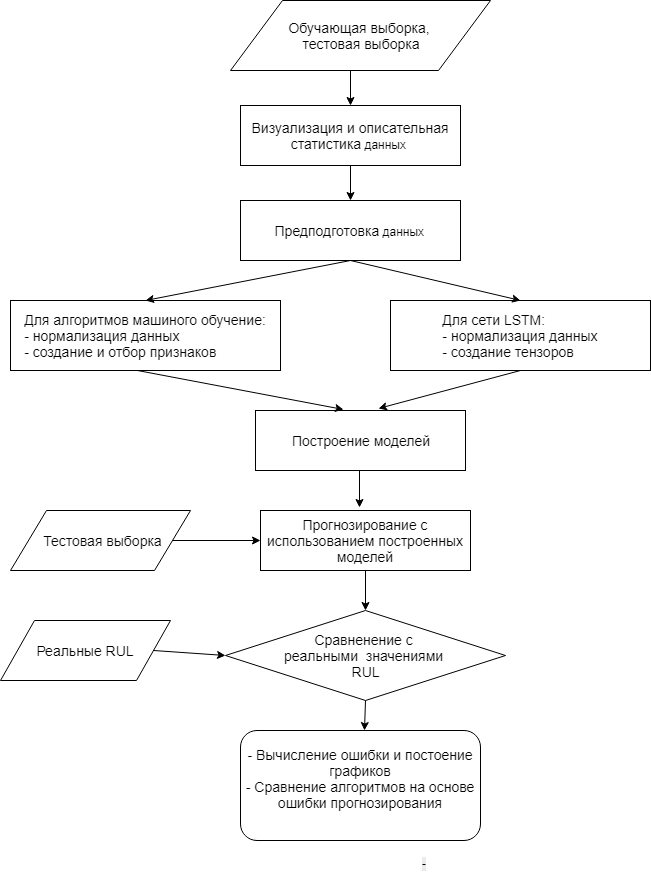 Обучающая выборка,
тестовая выборка
Визуализация и описательная
статистика данных
Предподготовка данных
Для алгоритмов машиного обучение:
- нормализация данных
- создание и отбор признаков
Для сети LSTM:
- нормализация данных
- создание тензоров
Построение моделей
Тестовая выборка
Прогнозирование с
использованием построенных
моделей
Реальные RUL
Сравненение с
реальными значениями
RUL
- Вычисление ошибки и постоение
графиков
- Сравнение алгоритмов на основе
ошибки прогнозирования
-